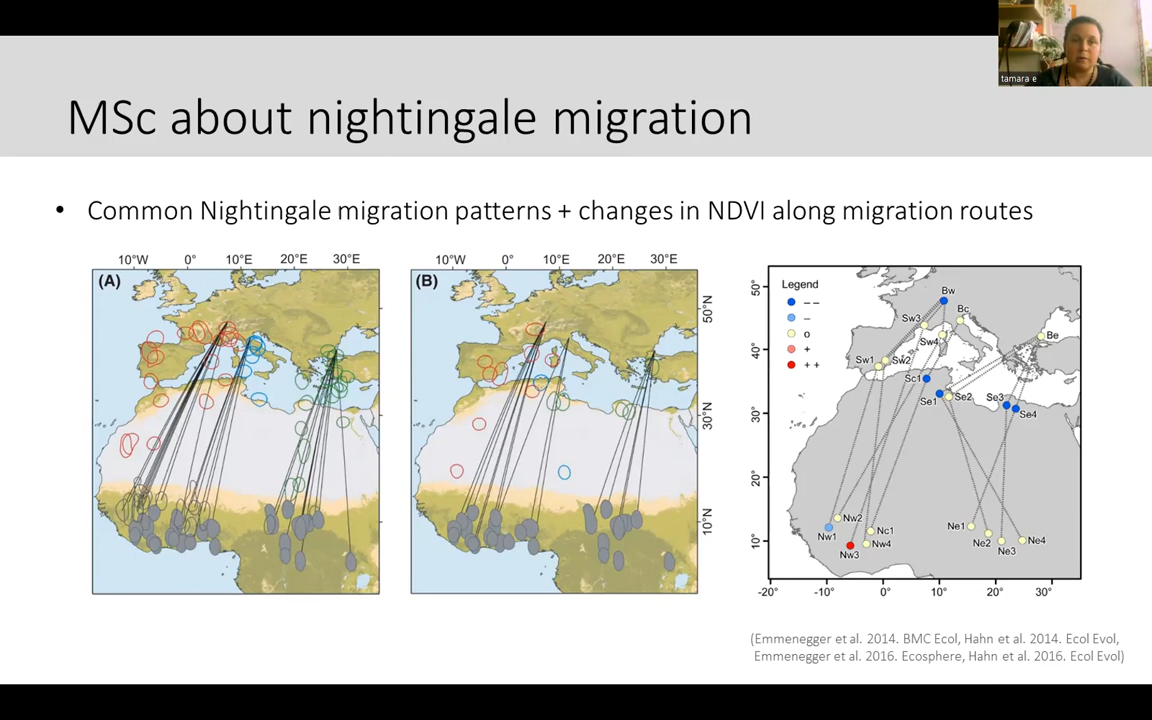 tamara e
MSc about nightingale migration
• Common Nightingale migration patterns + changes in NDVI along migration routes
10°W 0° 10°E 20°E 30°E
(A)
10°W 0° 10°E 30°E
(B)
50°N
30°N
10°N
Legend
– –
–
o
+
+ +
Bw
Bc
Be
Sw3
Sw4
Sw1
Sw2
Sc1
Se1
Se2
Se3
Se4
Nw2
Nw1
Nc1
Nw4
Nw3
Ne1
Ne2
Ne3
Ne4
50°
40°
30°
20°
10°
-20° -10° 0° 10° 20° 30°
(Emmenegger et al. 2014. BMC Ecol, Hahn et al. 2014. Ecol Evol,
Emmenegger et al. 2016. Ecosphere, Hahn et al. 2016. Ecol Evol)